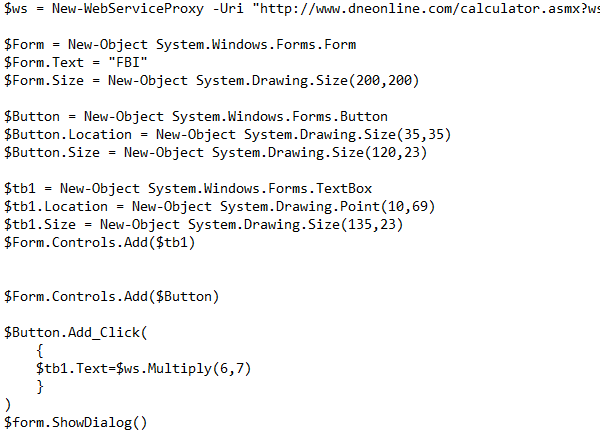 $ws = New-WebServiceProxy -Uri "http://www.dneonline.com/calculator.asmx?ws
$Form = New-Object System.Windows.Forms.Form
$Form.Text = "FBI"
$Form.Size = New-Object System.Drawing.Size(200,200)
$Button = New-Object System.Windows.Forms.Button
$Button.Location = New-Object System.Drawing.Size(35,35)
$Button.Size = New-Object System.Drawing.Size(120,23)
$tb1 = New-Object System.Windows.Forms.TextBox
$tb1.Location = New-Object System.Drawing.Point(10,69)
$tb1.Size = New-Object System.Drawing.Size(135,23)
$Form.Controls.Add($tb1)
$Form.Controls.Add($Button)
$Button.Add_Click(
    {
    $tb1.Text=$ws.Multiply(6,7)
    }
)
$form.ShowDialog()